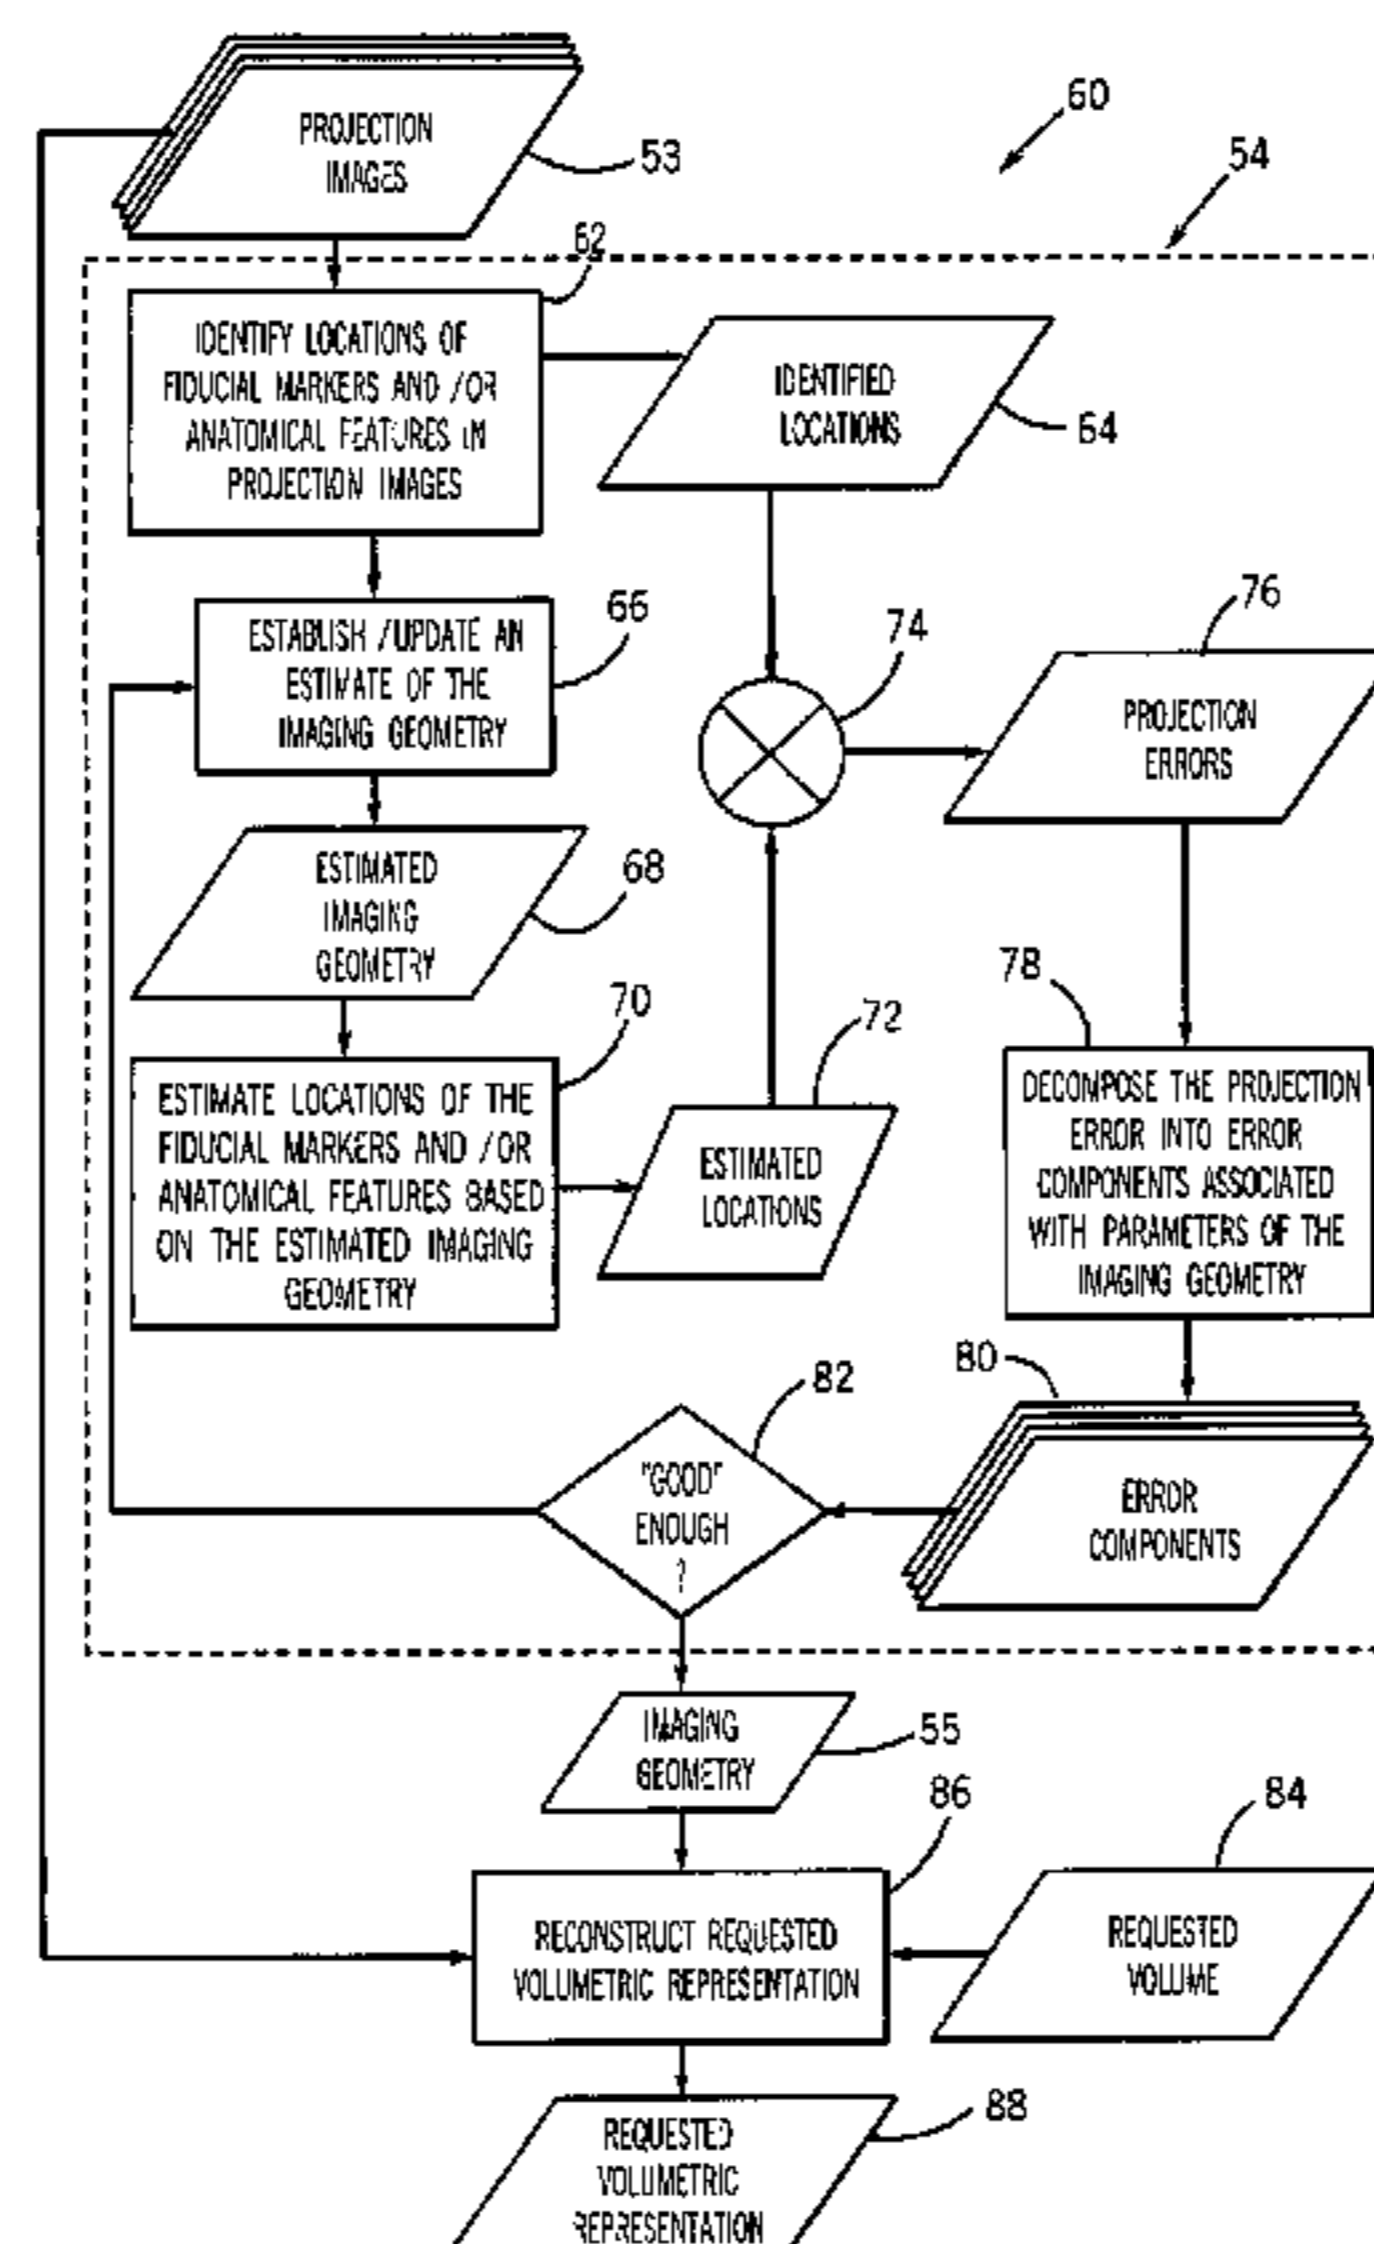 PROJECTION
IMAGES
53
60
54
62
IDENTIFY LOCATIONS OF
FIDUCIAL MARKERS AND /OR
ANATOMICAL FEATURES IN
PROJECTION IMAGES
IDENTIFIED
LOCATIONS
64
ESTABLISH /UPDATE AN
ESTIMATE OF THE
IMAGING GEOMETRY
66
74
76
PROJECTION
ERRORS
ESTIMATED
IMAGING
GEOMETRY
68
78
DECOMPOSE THE PROJECTION
ERROR INTO ERROR
COMPONENTS ASSOCIATED
WITH PARAMETERS OF THE
IMAGING GEOMETRY
70
ESTIMATE LOCATIONS OF THE
FIDUCIAL MARKERS AND /OR
ANATOMICAL FEATURES BASED
ON THE ESTIMATED IMAGING
GEOMETRY
72
ESTIMATED
LOCATIONS
80
ERROR
COMPONENTS
82
"GOOD"
ENOUGH
?
IMAGING
GEOMETRY
55
86
84
RECONSTRUCT REQUESTED
VOLUMETRIC REPRESENTATION
REQUESTED
VOLUME
88
REQUESTED
VOLUMETRIC
REPRESENTATION